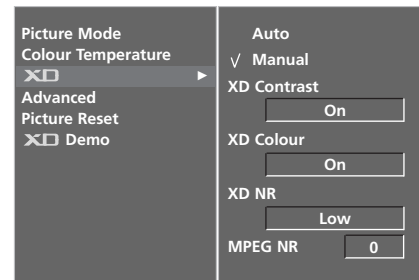 Picture Mode
Colour Temperature
XD
Advanced
Picture Reset
XD Demo
Auto
√ Manual
XD Contrast
On
XD Colour
On
XD NR
Low
MPEG NR 0